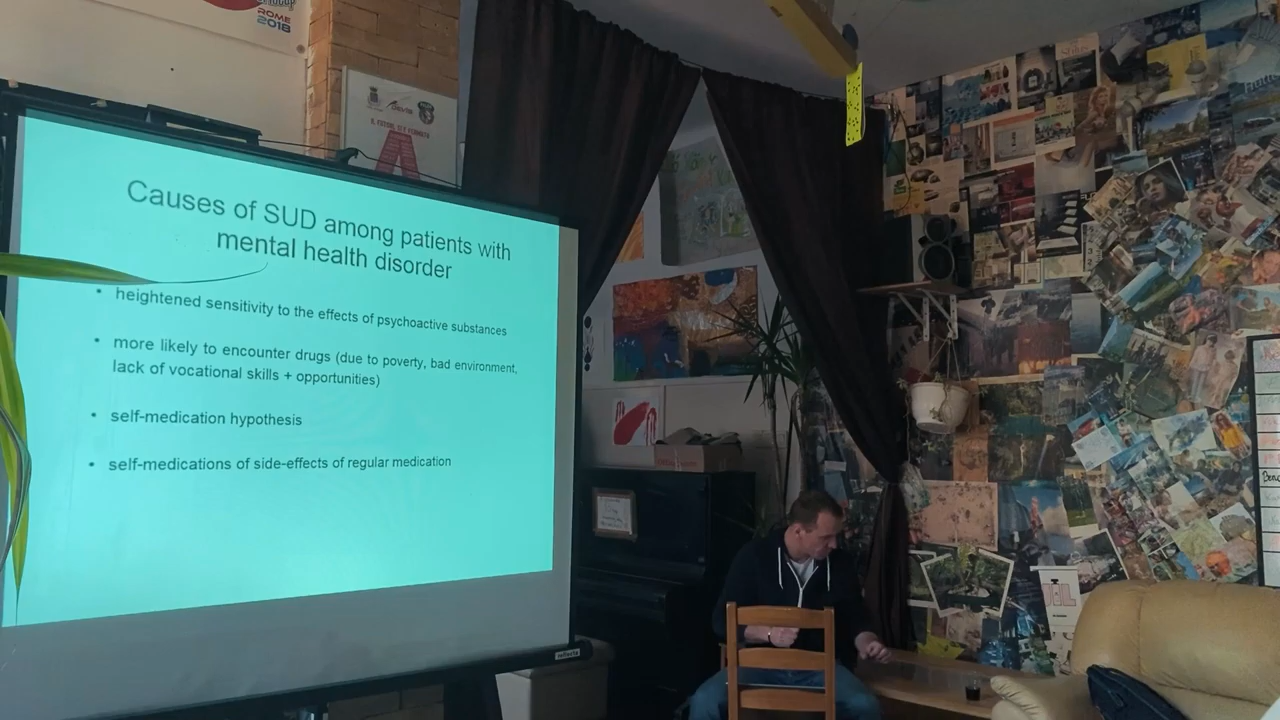 ROME
2018
Causes of SUD among patients with
mental health disorder
• heightened sensitivity to the effects of psychoactive substances
• more likely to encounter drugs (due to poverty, bad environment,
lack of vocational skills + opportunities)
• self-medication hypothesis
• self-medications of side-effects of regular medication